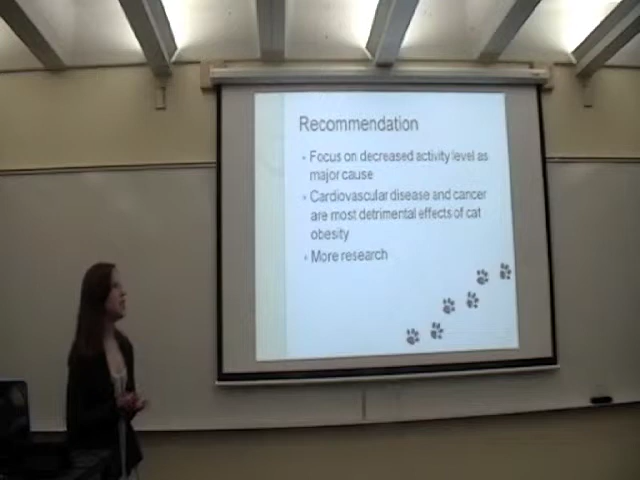 Recommendation
• Focus on decreased activity level as
major cause
• Cardiovascular disease and cancer
are most detrimental effects of cat
obesity
• More research